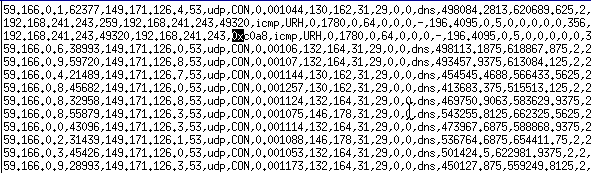 59.166.0.1,62377,149.171.126.4,53,udp,CON,0.001044,130,162,31,29,0,0,dns,498084.2813,620689.625,2,
192.168.241.243,259,192.168.241.243,49320,icmp,URH,0,1780,0,64,0,0,0,-,196.4095,0,5,0,0,0,0,0,356,
192.168.241.243,49320,192.168.241.243,0x20a8,icmp,URH,0,1780,0,64,0,0,0,-,196.4095,0,5,0,0,0,0,0,3
59.166.0.6,38993,149.171.126.0,53,udp,CON,0.00106,132,164,31,29,0,0,dns,498113.1875,618867.875,2,2
59.166.0.9,59720,149.171.126.8,53,udp,CON,0.00107,132,164,31,29,0,0,dns,493457.9375,613084.125,2,2
59.166.0.4,21489,149.171.126.7,53,udp,CON,0.001144,130,162,31,29,0,0,dns,454545.4688,566433.5625,2
59.166.0.8,45682,149.171.126.0,53,udp,CON,0.001257,130,162,31,29,0,0,dns,413683.375,515513.125,2,2
59.166.0.8,32958,149.171.126.8,53,udp,CON,0.001124,132,164,31,29,0,0,dns,469750.9063,583629.9375,2
59.166.0.8,55879,149.171.126.3,53,udp,CON,0.001075,146,178,31,29,0,0,dns,543255.8125,662325.5625,2
59.166.0.0,43096,149.171.126.3,53,udp,CON,0.001114,132,164,31,29,0,0,dns,473967.6875,588868.9375,2
59.166.0.2,31439,149.171.126.1,53,udp,CON,0.001088,146,178,31,29,0,0,dns,536764.6875,654411.75,2,2
59.166.0.3,45426,149.171.126.0,53,udp,CON,0.001053,132,164,31,29,0,0,dns,501424.5,622981.9375,2,2
59.166.0.9,28993,149.171.126.3,53,udp,CON,0.001173,132,164,31,29,0,0,dns,450127.875,559249.8125,2